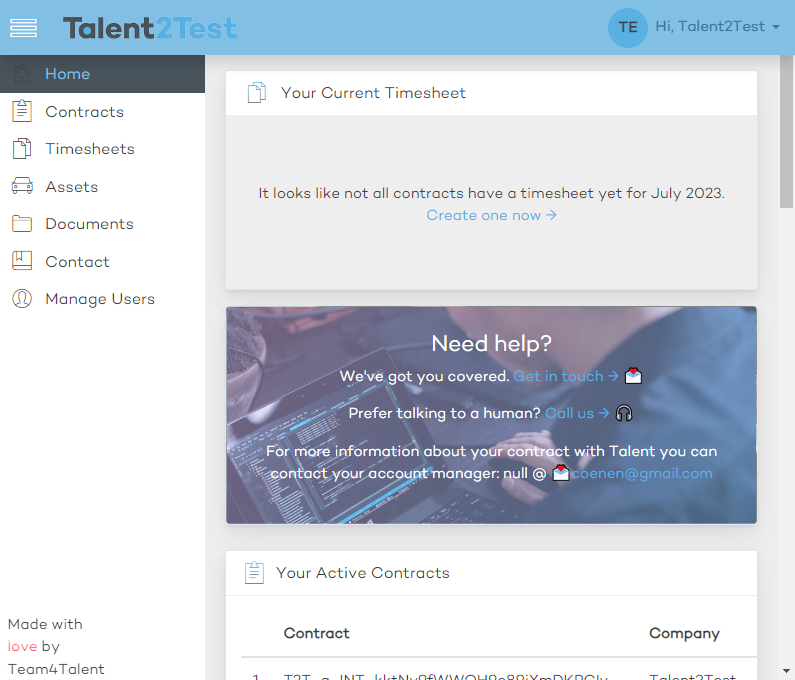 Talent2Test
TE
Hi, Talent2Test
Home
Contracts
Timesheets
Assets
Documents
Contact
Manage Users
Made with
love by
Team4Talent
Your Current Timesheet
It looks like not all contracts have a timesheet yet for July 2023.
Create one now →
Need help?
We've got you covered. Get in touch → 💌
Prefer talking to a human? Call us → 🎧
For more information about your contract with Talent you can
contact your account manager: null @ 💌coenen@gmail.com
Your Active Contracts
Contract Company
1 Talent2Test